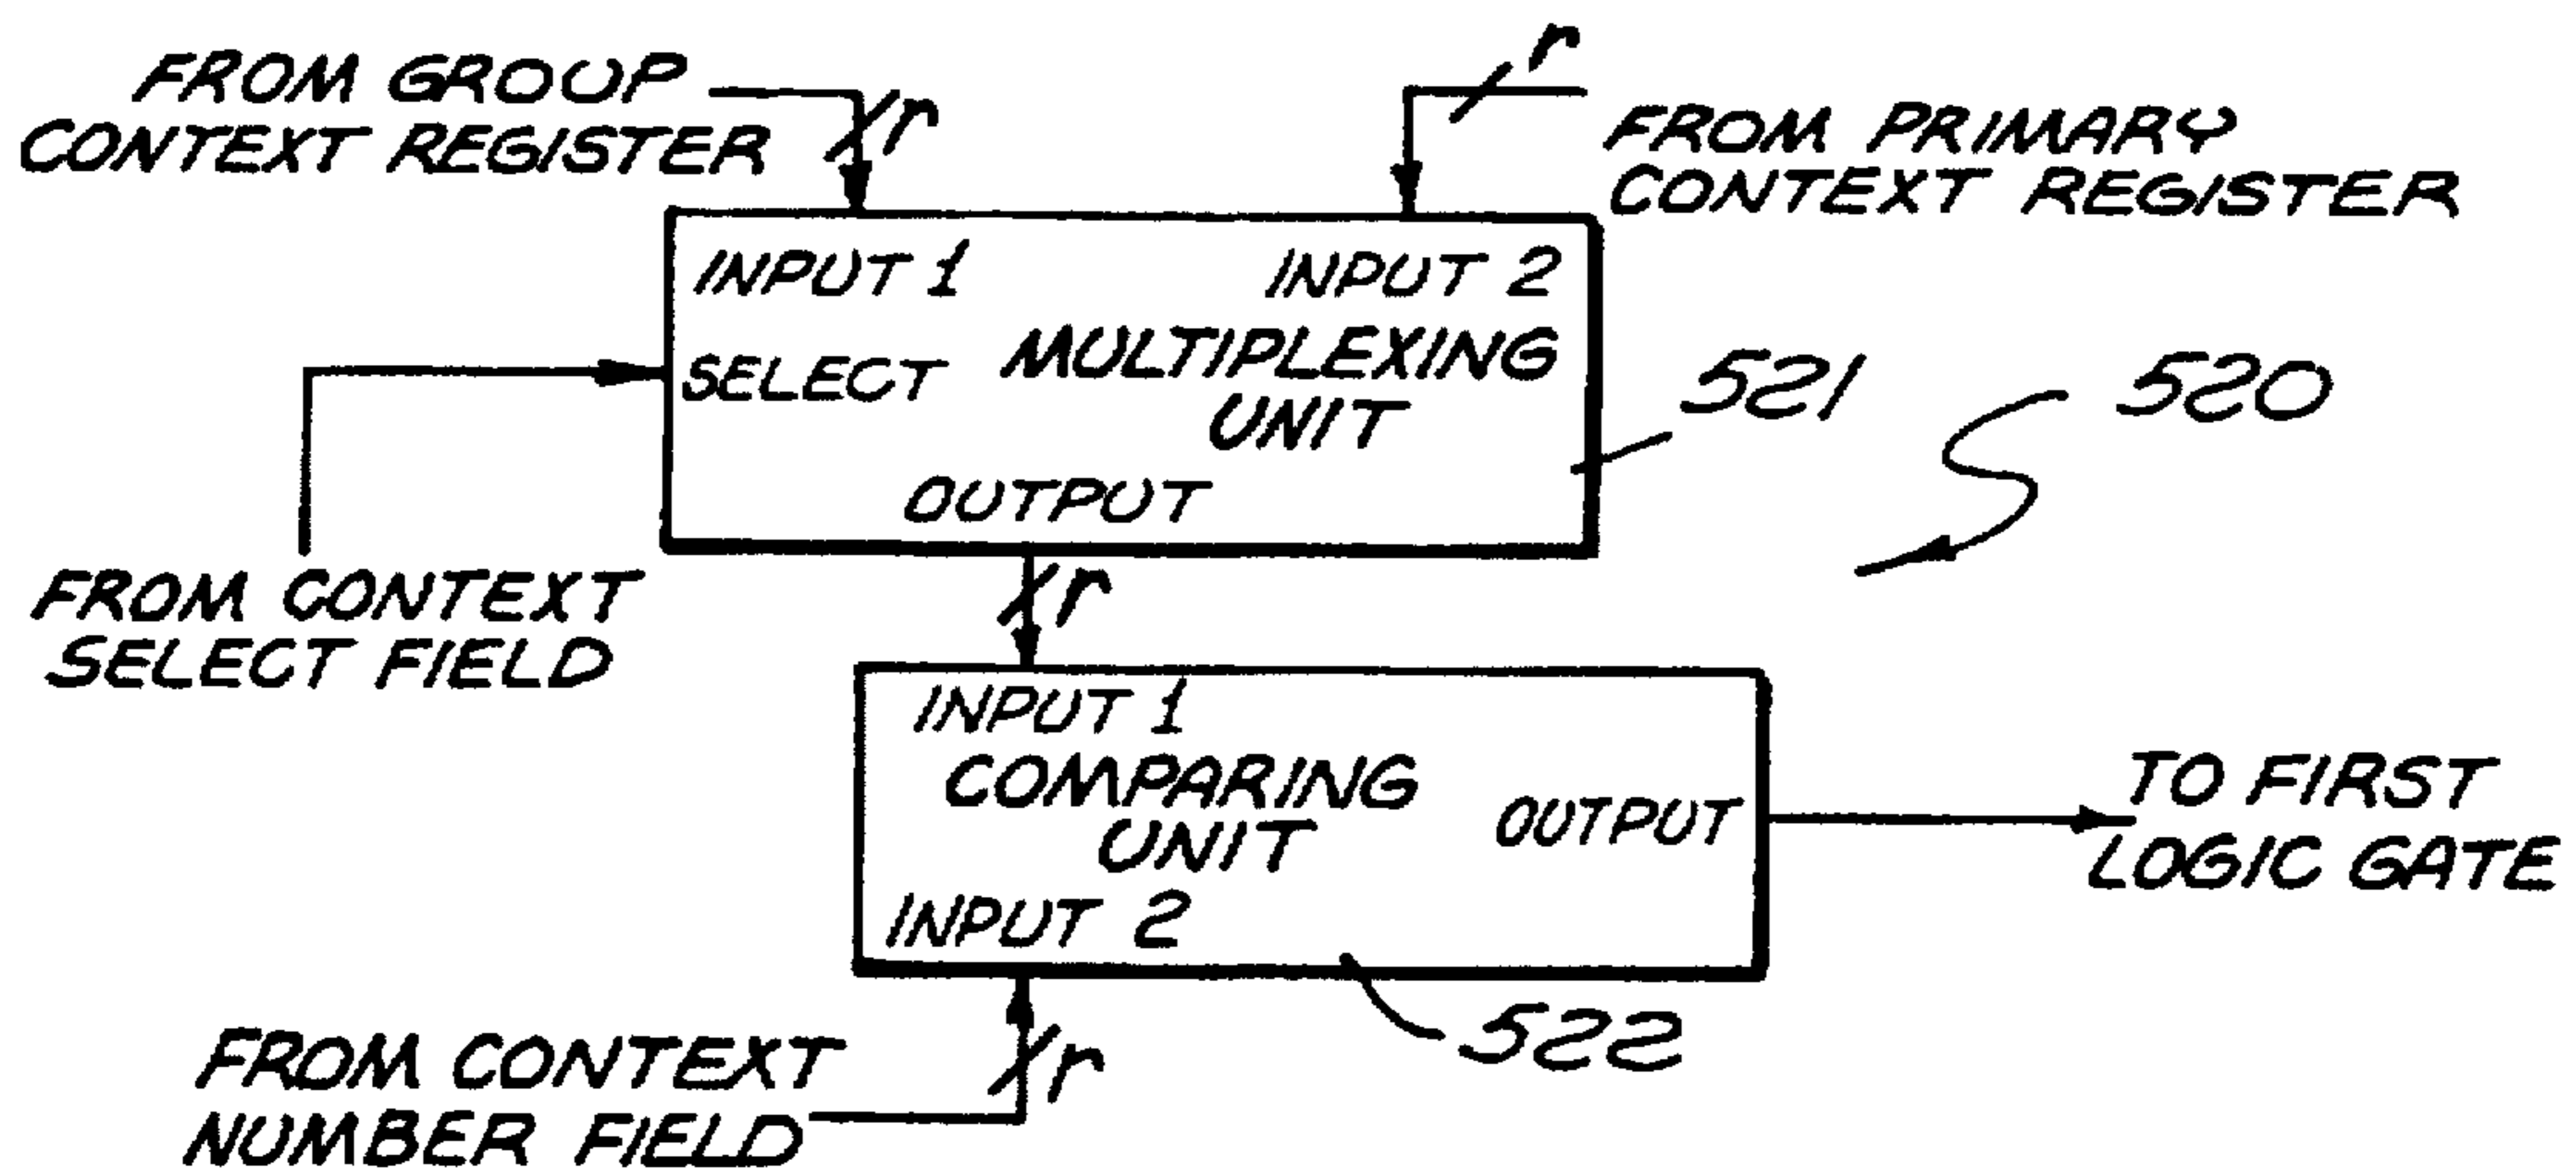 FROM GROUP
CONTEXT REGISTER
r
r
FROM PRIMARY
CONTEXT REGISTER
INPUT 1
INPUT 2
SELECT
MULTIPLEXING
UNIT
OUTPUT
521
520
FROM CONTEXT
SELECT FIELD
r
INPUT 1
COMPARING
UNIT
OUTPUT
INPUT 2
TO FIRST
LOGIC GATE
522
FROM CONTEXT
NUMBER FIELD
r